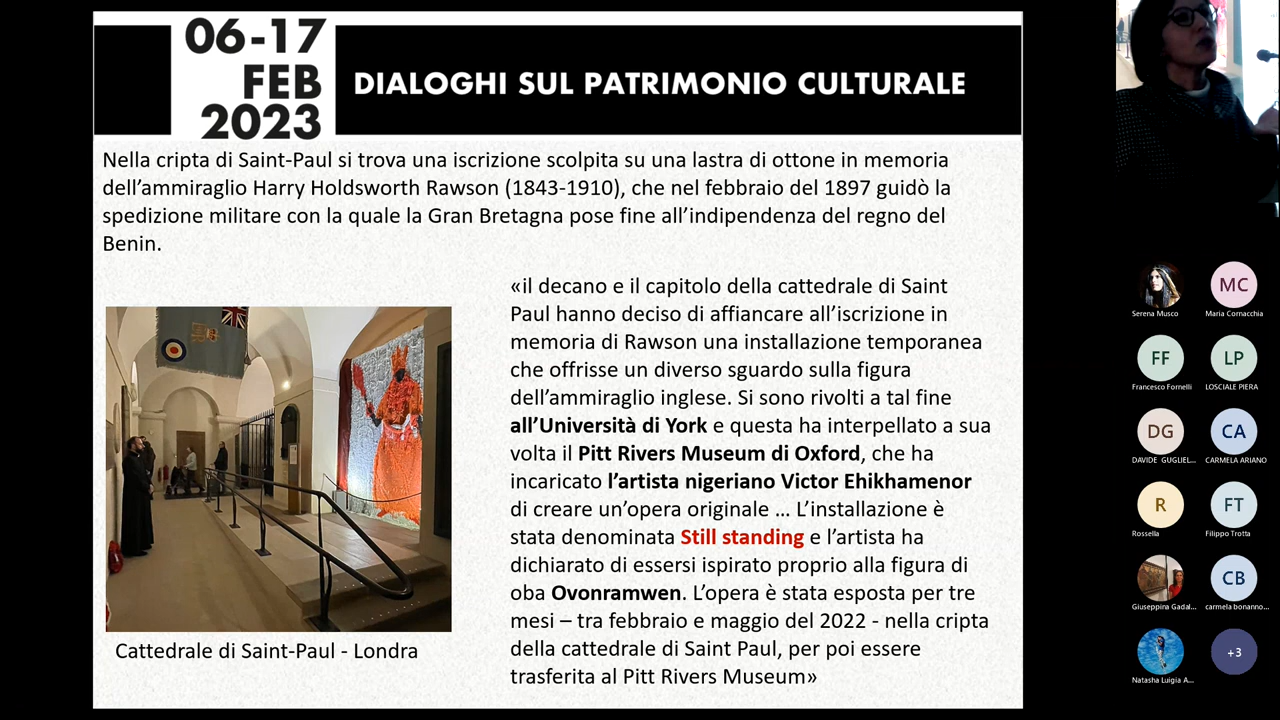 06-17
FEB
2023
DIALOGHI SUL PATRIMONIO CULTURALE
Nella cripta di Saint-Paul si trova una iscrizione scolpita su una lastra di ottone in memoria
dell'ammiraglio Harry Holdsworth Rawson (1843-1910), che nel febbraio del 1897 guidò la
spedizione militare con la quale la Gran Bretagna pose fine all'indipendenza del regno del
Benin.
«il decano e il capitolo della cattedrale di Saint
Paul hanno deciso di affiancare all'iscrizione in
memoria di Rawson una installazione temporanea
che offrisse un diverso sguardo sulla figura
dell'ammiraglio inglese. Si sono rivolti a tal fine
all'Università di York e questa ha interpellato a sua
volta il Pitt Rivers Museum di Oxford, che ha
incaricato l'artista nigeriano Victor Ehikhamenor
di creare un'opera originale ... L'installazione è
stata denominata Still standing e l'artista ha
dichiarato di essersi ispirato proprio alla figura di
oba Ovonramwen. L'opera è stata esposta per tre
mesi – tra febbraio e maggio del 2022 - nella cripta
della cattedrale di Saint Paul, per poi essere
trasferita al Pitt Rivers Museum»
Cattedrale di Saint-Paul - Londra
Serena Musco
MC
Maria Cornacchia
FF
Francesco Fornelli
LP
LOSCIALE PIERA
DG
DAVIDE GUGLIEL...
CA
CARMELA ARIANO
R
Rossella
FT
Filippo Trotta
Giuseppina Gadal...
CB
carmela bonanno...
Natasha Luigia A...
+3